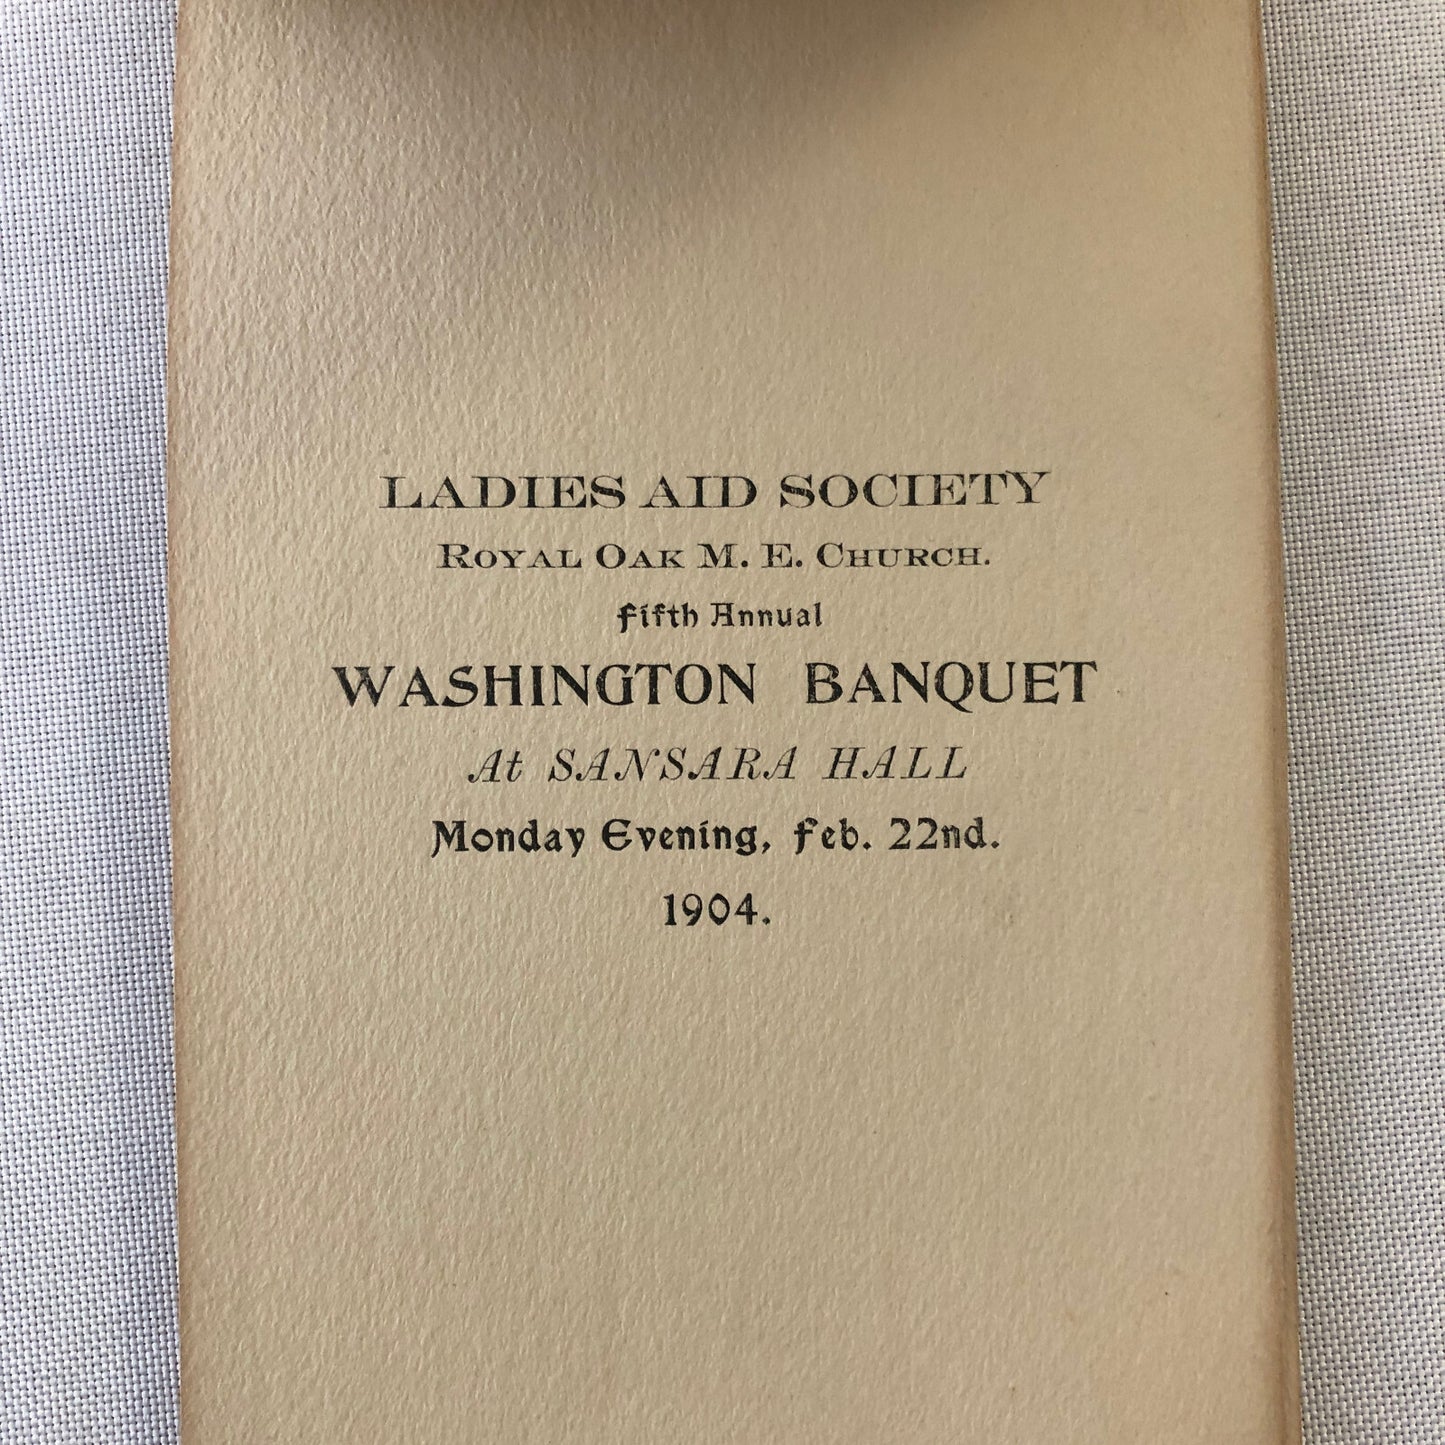 LADIES AID SOCIETY
ROYAL OAK M. E. CHURCH.
Fifth Annual
WASHINGTON BANQUET
At SANSARA HALL
Monday Evening, Feb. 22nd.
1904.